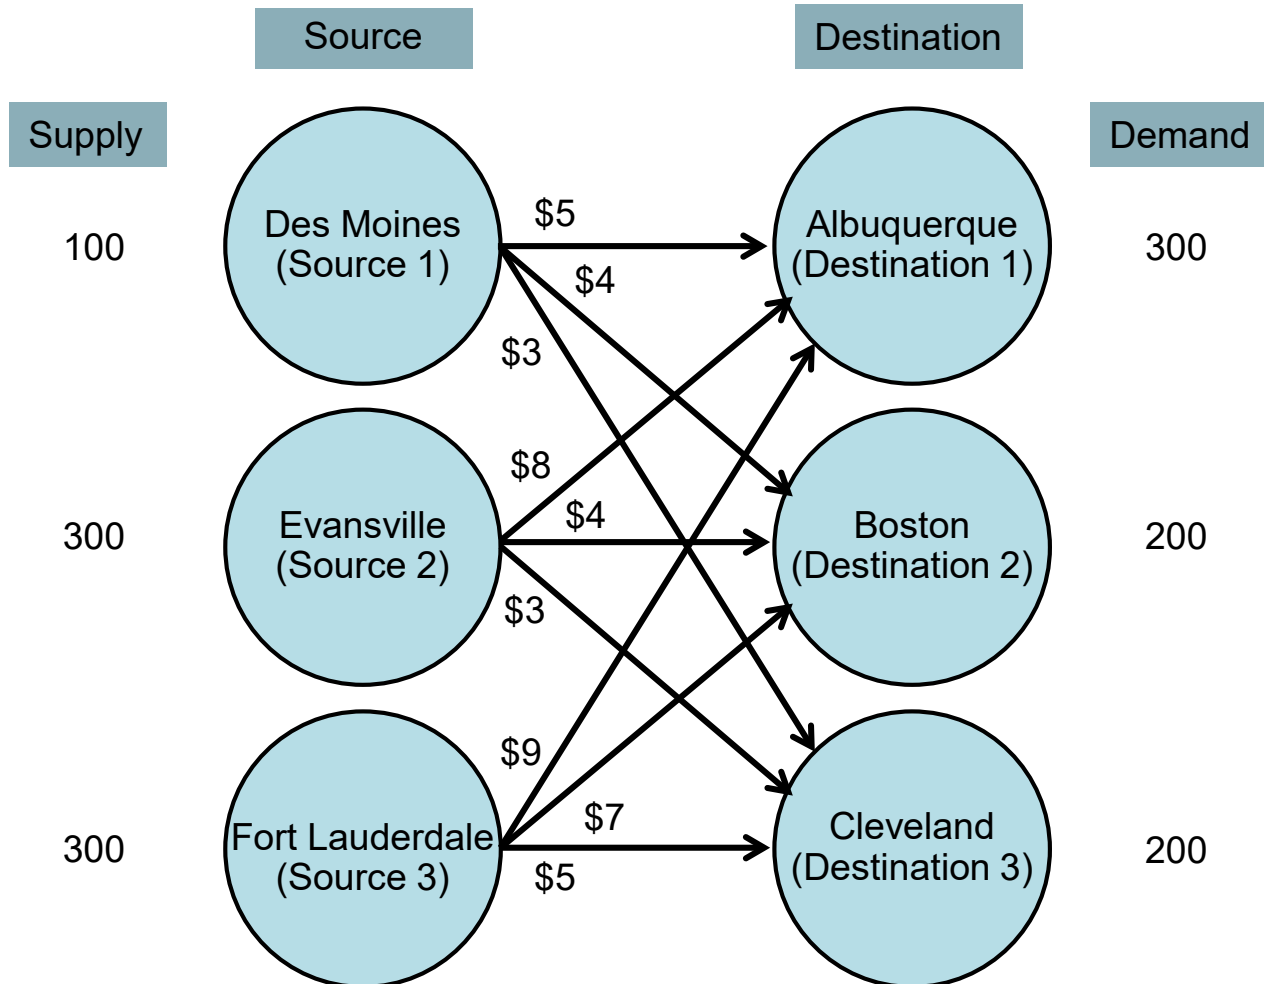 Source
Destination
Supply
Demand
100
Des Moines
(Source 1)
$5
$4
$3
Albuquerque
(Destination 1)
300
300
Evansville
(Source 2)
$8
$4
$3
Boston
(Destination 2)
200
300
Fort Lauderdale
(Source 3)
$9
$7
$5
Cleveland
(Destination 3)
200